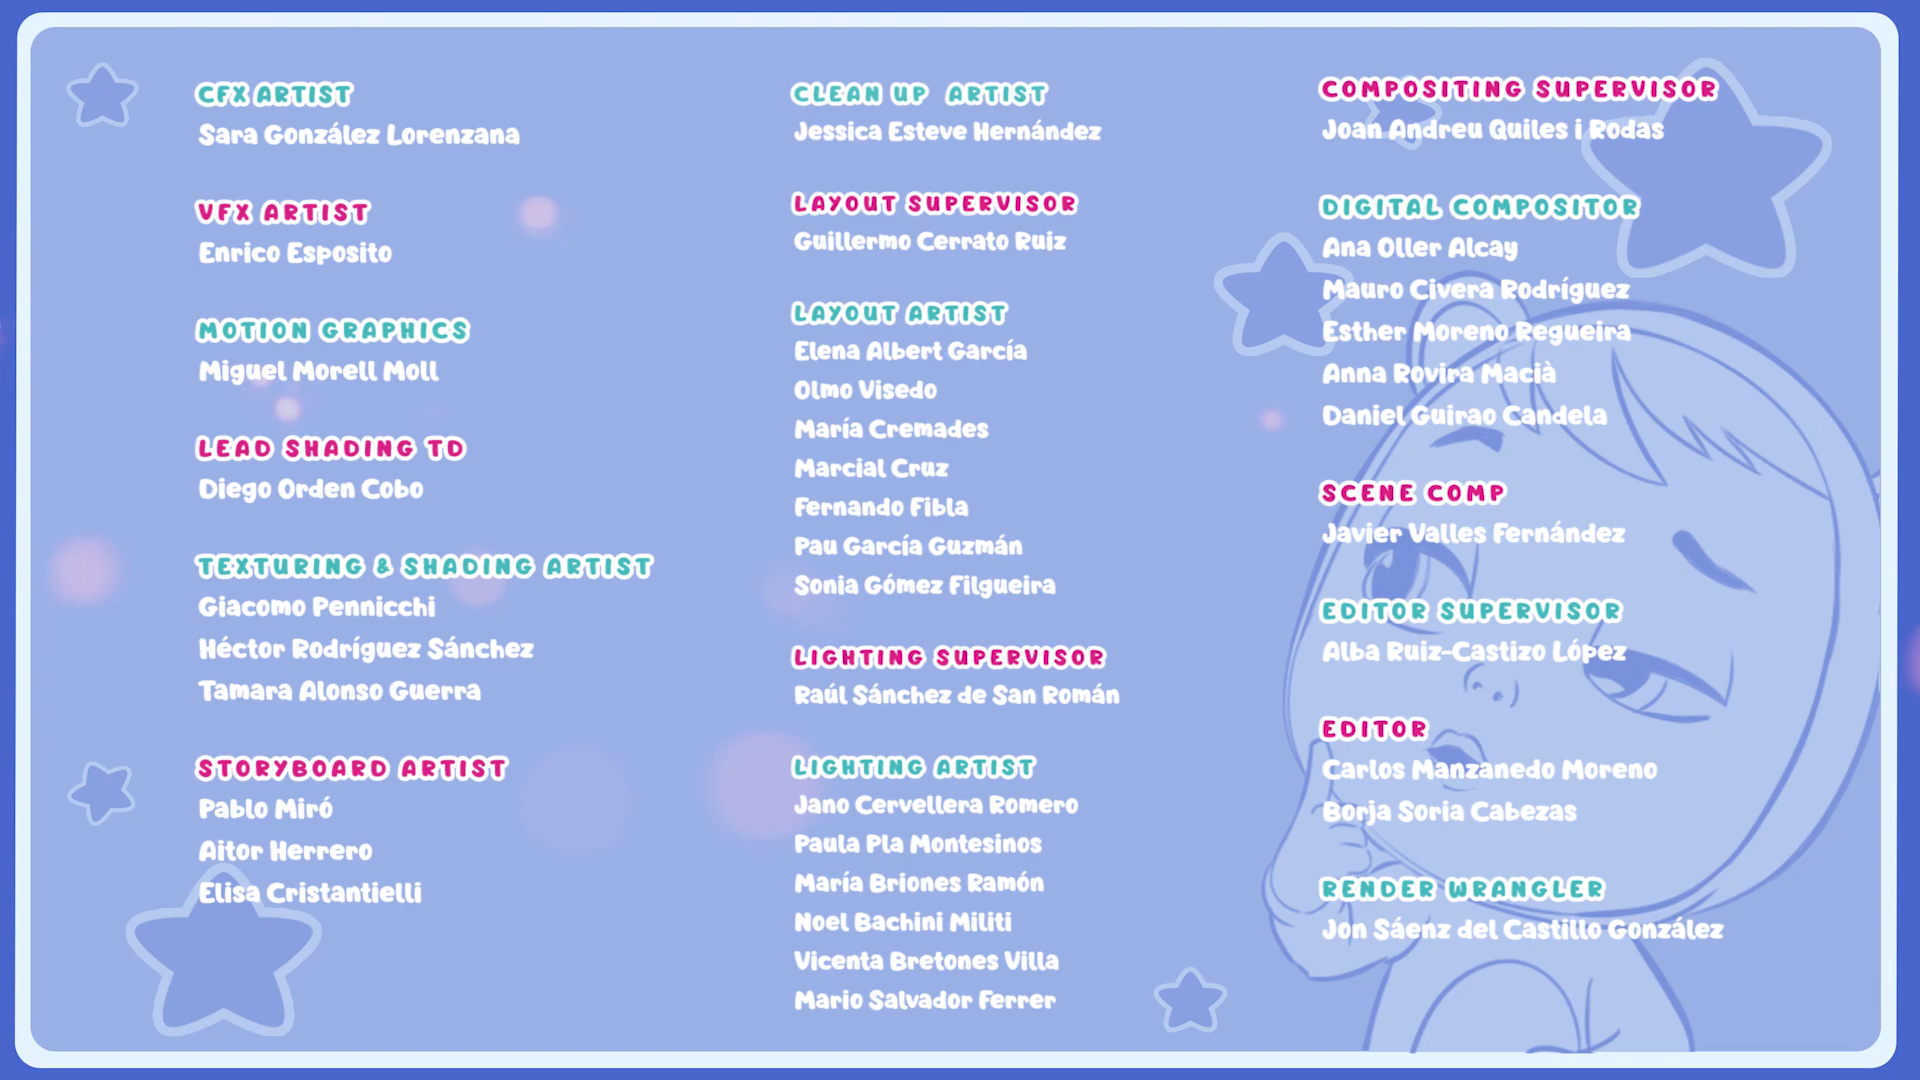 CFX ARTIST
Sara González Lorenzana
VFX ARTIST
Enrico Esposito
MOTION GRAPHICS
Miguel Morell Moll
LEAD SHADING TD
Diego Orden Cobo
TEXTURING & SHADING ARTIST
Giacomo Pennicchi
Héctor Rodríguez Sánchez
Tamara Alonso Guerra
STORYBOARD ARTIST
Pablo Miró
Aitor Herrero
Elisa Cristantielli
CLEAN UP ARTIST
Jessica Esteve Hernández
LAYOUT SUPERVISOR
Guillermo Cerrato Ruiz
LAYOUT ARTIST
Elena Albert García
Olmo Visedo
María Cremades
Marcial Cruz
Fernando Fibla
Pau García Guzmán
Sonia Gómez Filgueira
LIGHTING SUPERVISOR
Raúl Sánchez de San Román
LIGHTING ARTIST
Jano Cervellera Romero
Paula Pla Montesinos
María Briones Ramón
Noel Bachini Militi
Vicenta Bretones Villa
Mario Salvador Ferrer
COMPOSITING SUPERVISOR
Joan Andreu Quiles i Rodas
DIGITAL COMPOSITOR
Ana Oller Alcay
Mauro Civera Rodríguez
Esther Moreno Regueira
Anna Rovira Macià
Daniel Guirao Candela
SCENE COMP
Javier Valles Fernández
EDITOR SUPERVISOR
Alba Ruiz-Castizo López
EDITOR
Carlos Manzanedo Moreno
Borja Soria Cabezas
RENDER WRANGLER
Jon Sáenz del Castillo González